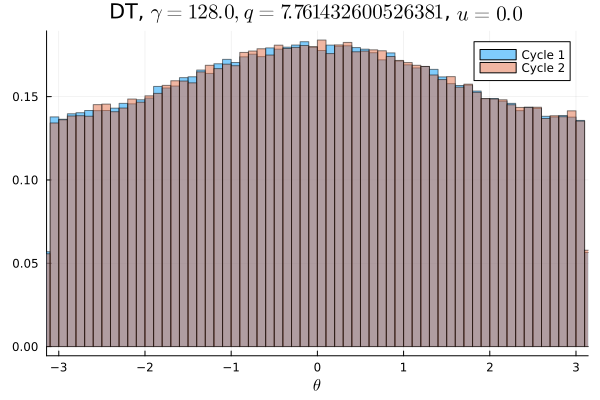 DT, γ = 128.0, q = 7.761432600526381, u = 0.0
Cycle 1
Cycle 2
0.15
0.10
0.05
0.00
−3 −2 −1 0 1 2 3
θ